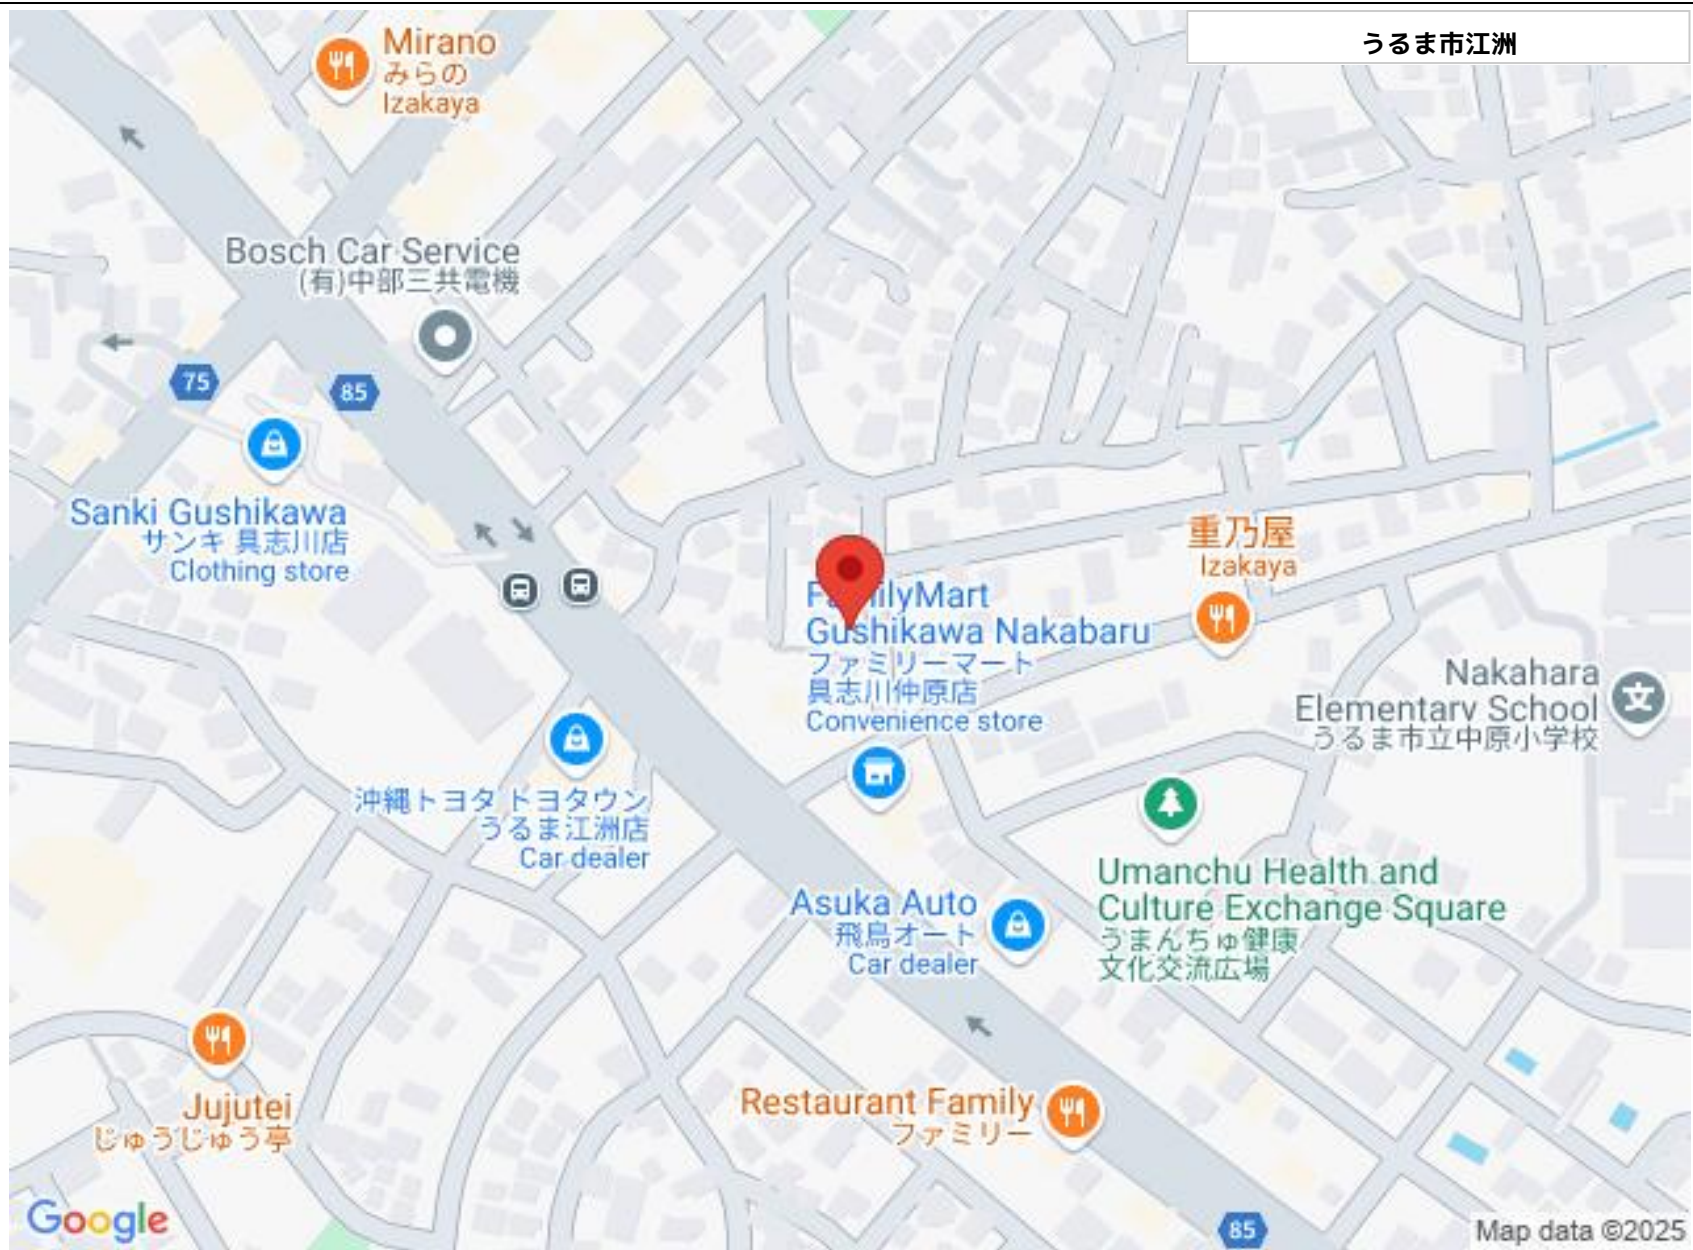 うるま市江洲
Mirano
みらの
Izakaya
Bosch Car Service
(有)中部三共電機
75
85
Sanki Gushikawa
サンキ 具志川店
Clothing store
重乃屋
Izakaya
FamilyMart
Gushikawa Nakabaru
ファミリーマート
具志川仲原店
Convenience store
Nakahara
Elementary School
うるま市立中原小学校
文
沖縄トヨタ トヨタウン
うるま江洲店
Car dealer
Umanchu Health and
Culture Exchange Square
うまんちゅ健康
文化交流広場
Asuka Auto
飛鳥オート
Car dealer
Jujutei
じゅうじゅう亭
Restaurant Family
ファミリー
85
Google
Map data ©2025